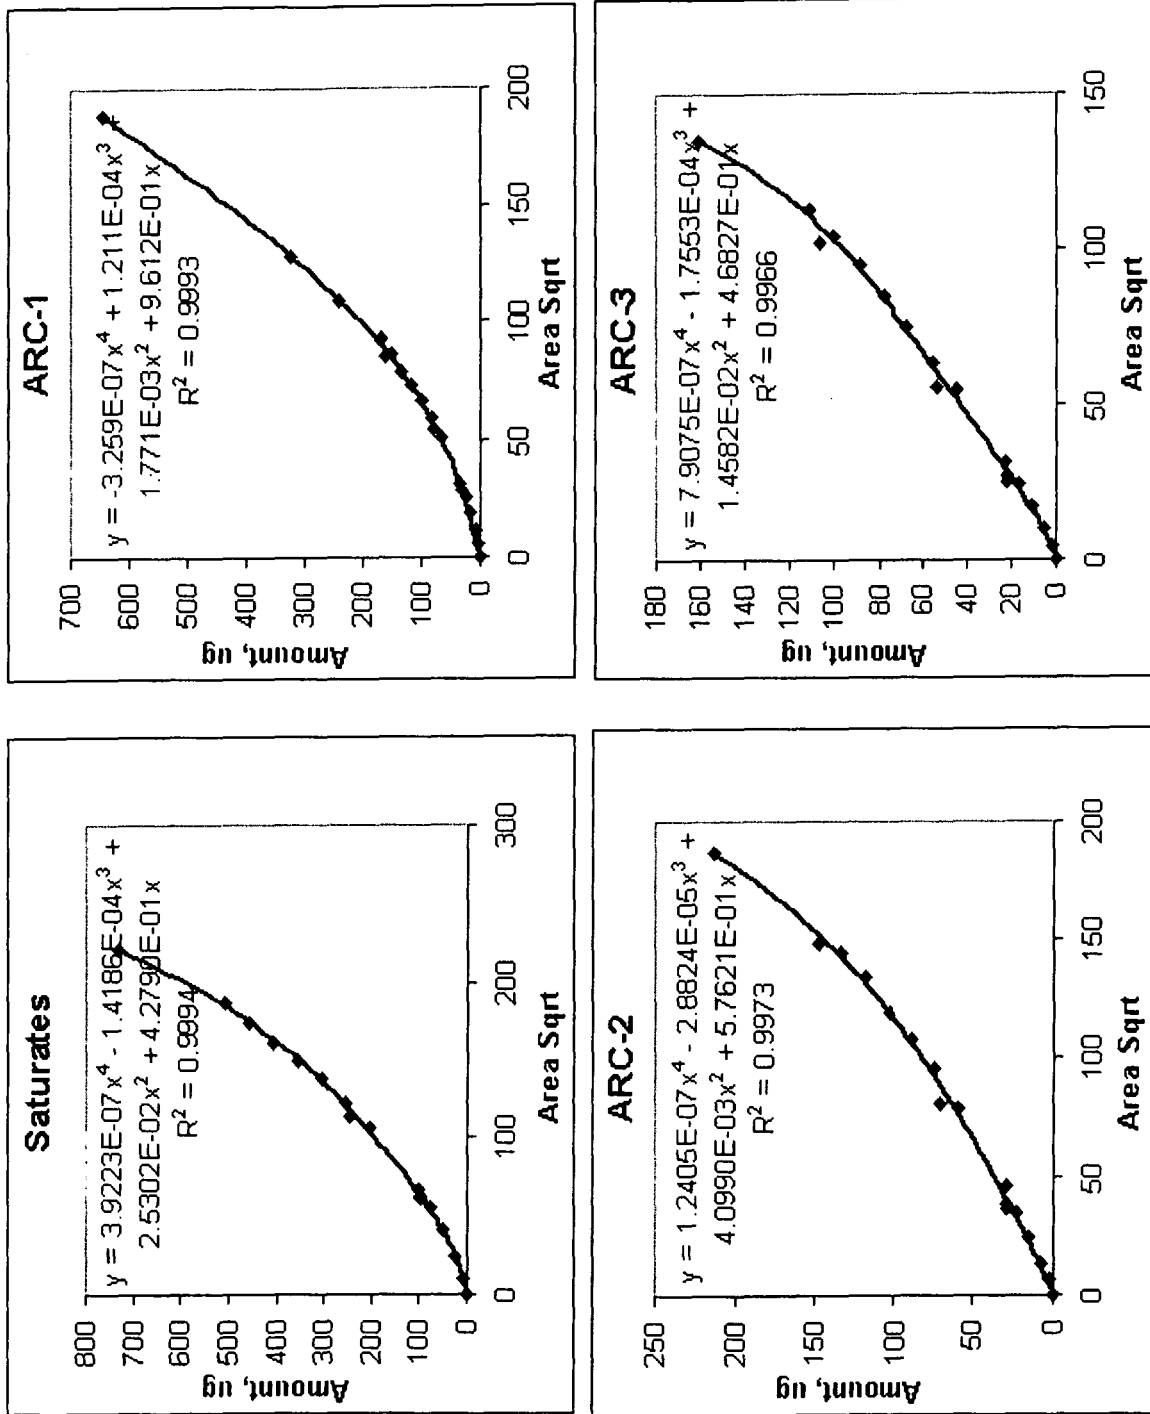 Saturates
y = 3.9223E-07x⁴ - 1.4186E-04x³ +
2.5302E-02x² + 4.2790E-01x
R² = 0.9994
800
700
600
500
400
300
200
100
0
Amount, ug
0 100 200 300
Area Sqrt
ARC-1
y = -3.259E-07x⁴ + 1.211E-04x³ +
1.771E-03x² + 9.612E-01x
R² = 0.9993
700
600
500
400
300
200
100
0
Amount, ug
0 50 100 150 200
Area Sqrt
ARC-2
y = 1.2405E-07x⁴ - 2.8824E-05x³ +
4.0990E-03x² + 5.7621E-01x
R² = 0.9973
250
200
150
100
50
0
Amount, ug
0 50 100 150 200
Area Sqrt
ARC-3
y = 7.9075E-07x⁴ - 1.7553E-04x³ +
1.4582E-02x² + 4.6827E-01x
R² = 0.9966
180
160
140
120
100
80
60
40
20
0
Amount, ug
0 50 100 150
Area Sqrt